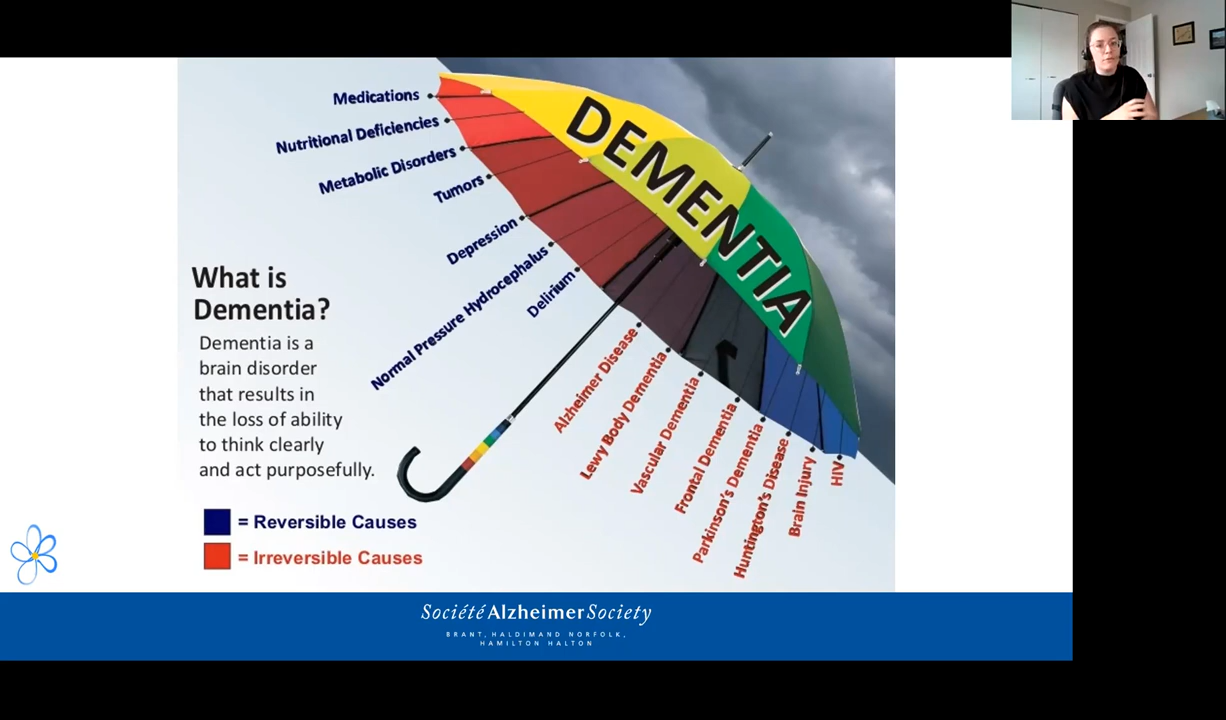 DEMENTIA
Medications
Nutritional Deficiencies
Metabolic Disorders
Tumors
Depression
Normal Pressure Hydrocephalus
Delirium
Alzheimer Disease
Lewy Body Dementia
Vascular Dementia
Frontal Dementia
Parkinson's Dementia
Huntington's Disease
Brain Injury
HIV
What is
Dementia?
Dementia is a
brain disorder
that results in
the loss of ability
to think clearly
and act purposefully.
= Reversible Causes
= Irreversible Causes
Société Alzheimer Society
BRANT, HALDIMAND NORFOLK,
HAMILTON HALTON